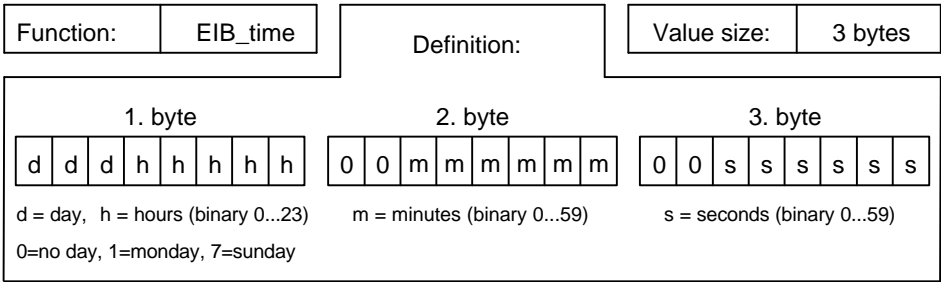 Function: EIB_time
Definition:
Value size: 3 bytes
1. byte
2. byte
3. byte
d d d h h h h h
0 0 m m m m m m
0 0 s s s s s s
d = day, h = hours (binary 0...23)
m = minutes (binary 0...59)
s = seconds (binary 0...59)
0=no day, 1=monday, 7=sunday